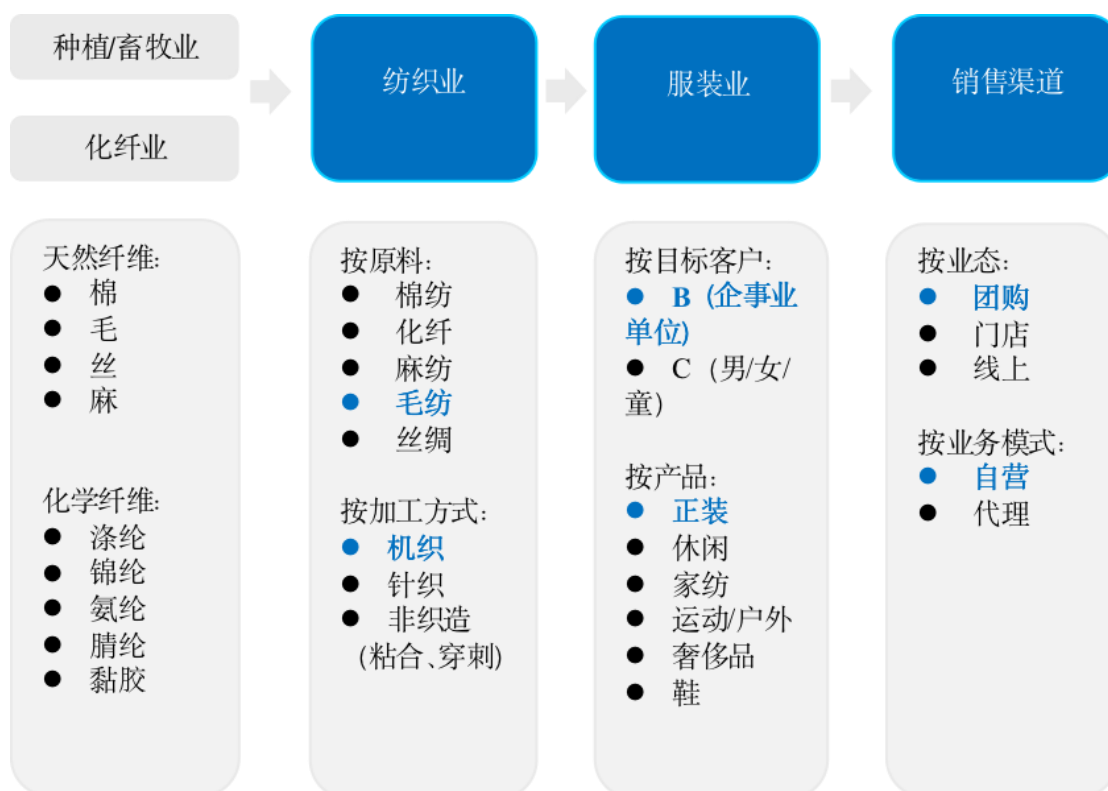 种植/畜牧业
化纤业
纺织业
服装业
销售渠道
天然纤维:
● 棉
● 毛
● 丝
● 麻
化学纤维:
● 涤纶
● 锦纶
● 氨纶
● 腈纶
● 黏胶
按原料:
● 棉纺
● 化纤
● 麻纺
● 毛纺
● 丝绸
按加工方式:
● 机织
● 针织
● 非织造
(粘合、穿刺)
按目标客户:
● B (企事业
单位)
● C (男/女/
童)
按产品:
● 正装
● 休闲
● 家纺
● 运动/户外
● 奢侈品
● 鞋
按业态:
● 团购
● 门店
● 线上
按业务模式:
● 自营
● 代理